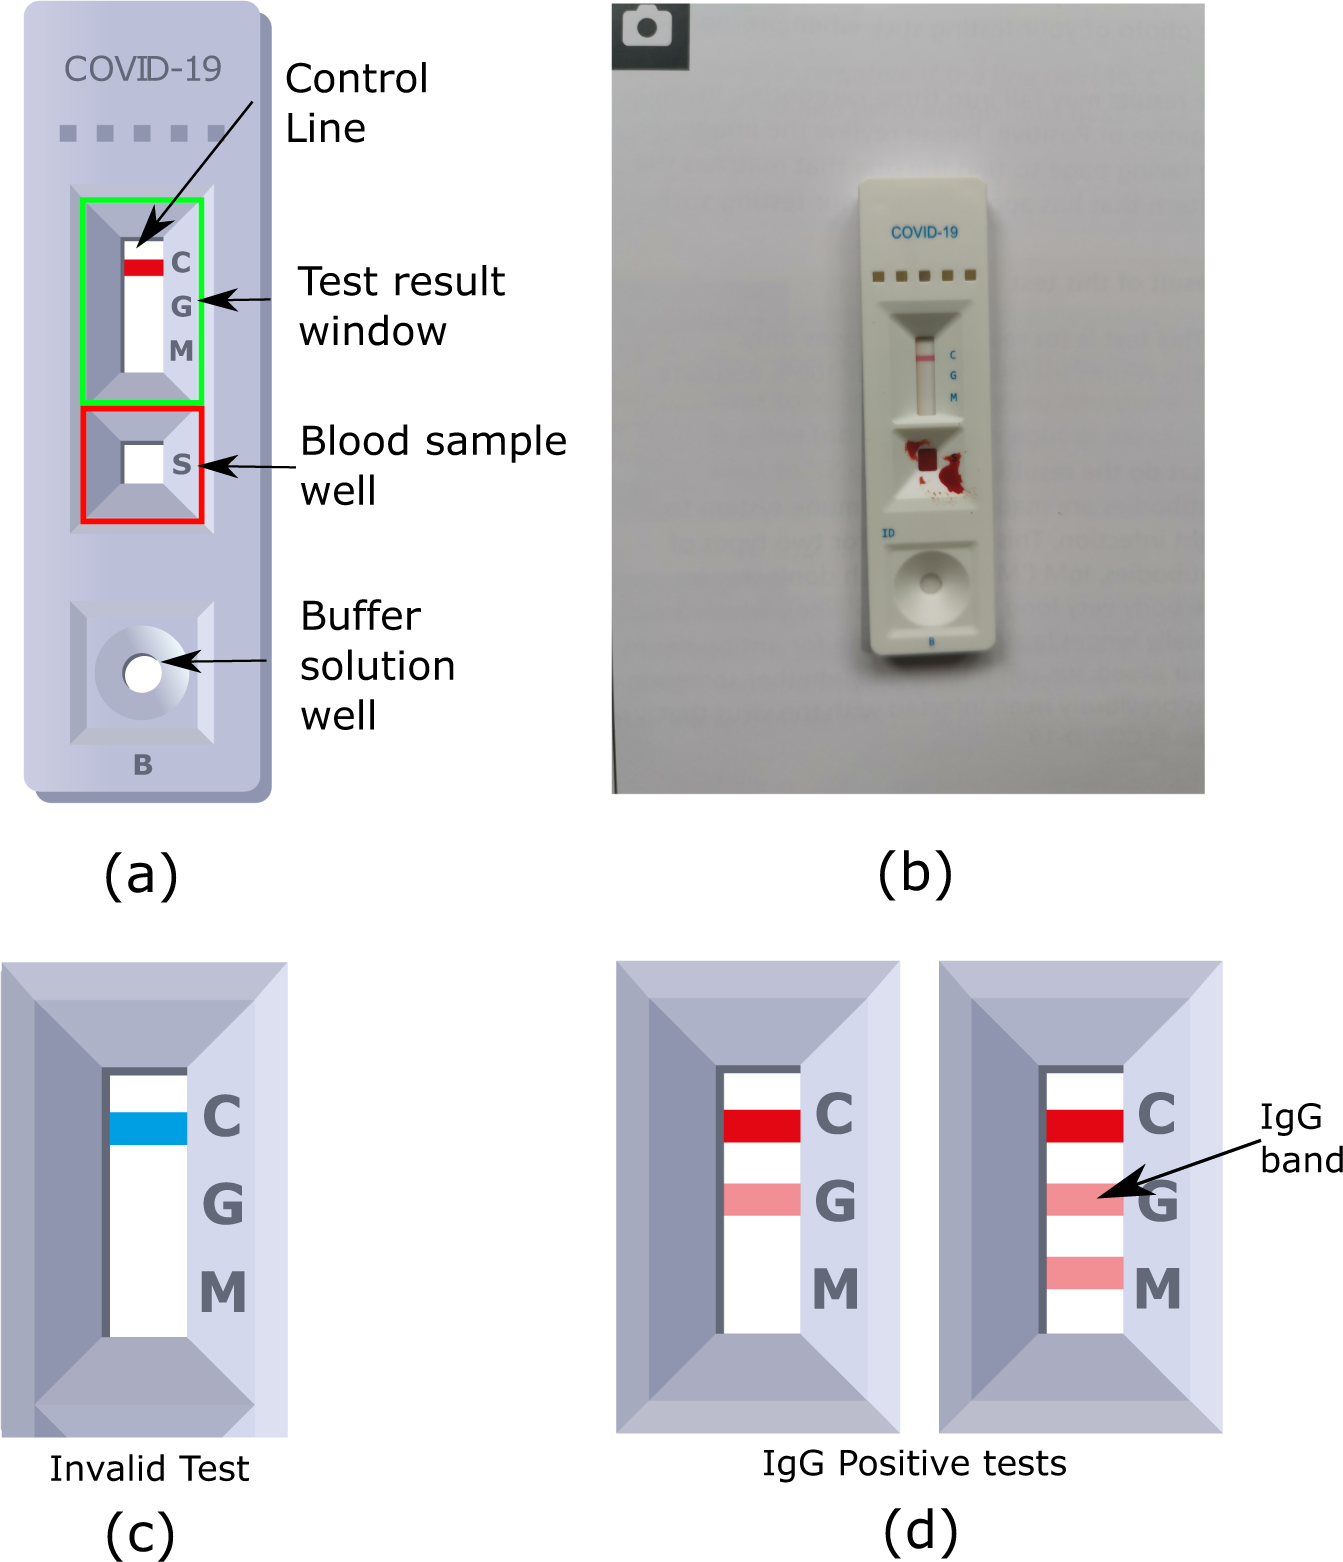 COVID-19
Control
Line
C
G
M
Test result
window
S
Blood sample
well
Buffer
solution
well
B
(a)
COVID-19
C
G
M
ID
B
(b)
C
G
M
Invalid Test
(c)
C
G
M
C
G
M
IgG
band
IgG Positive tests
(d)